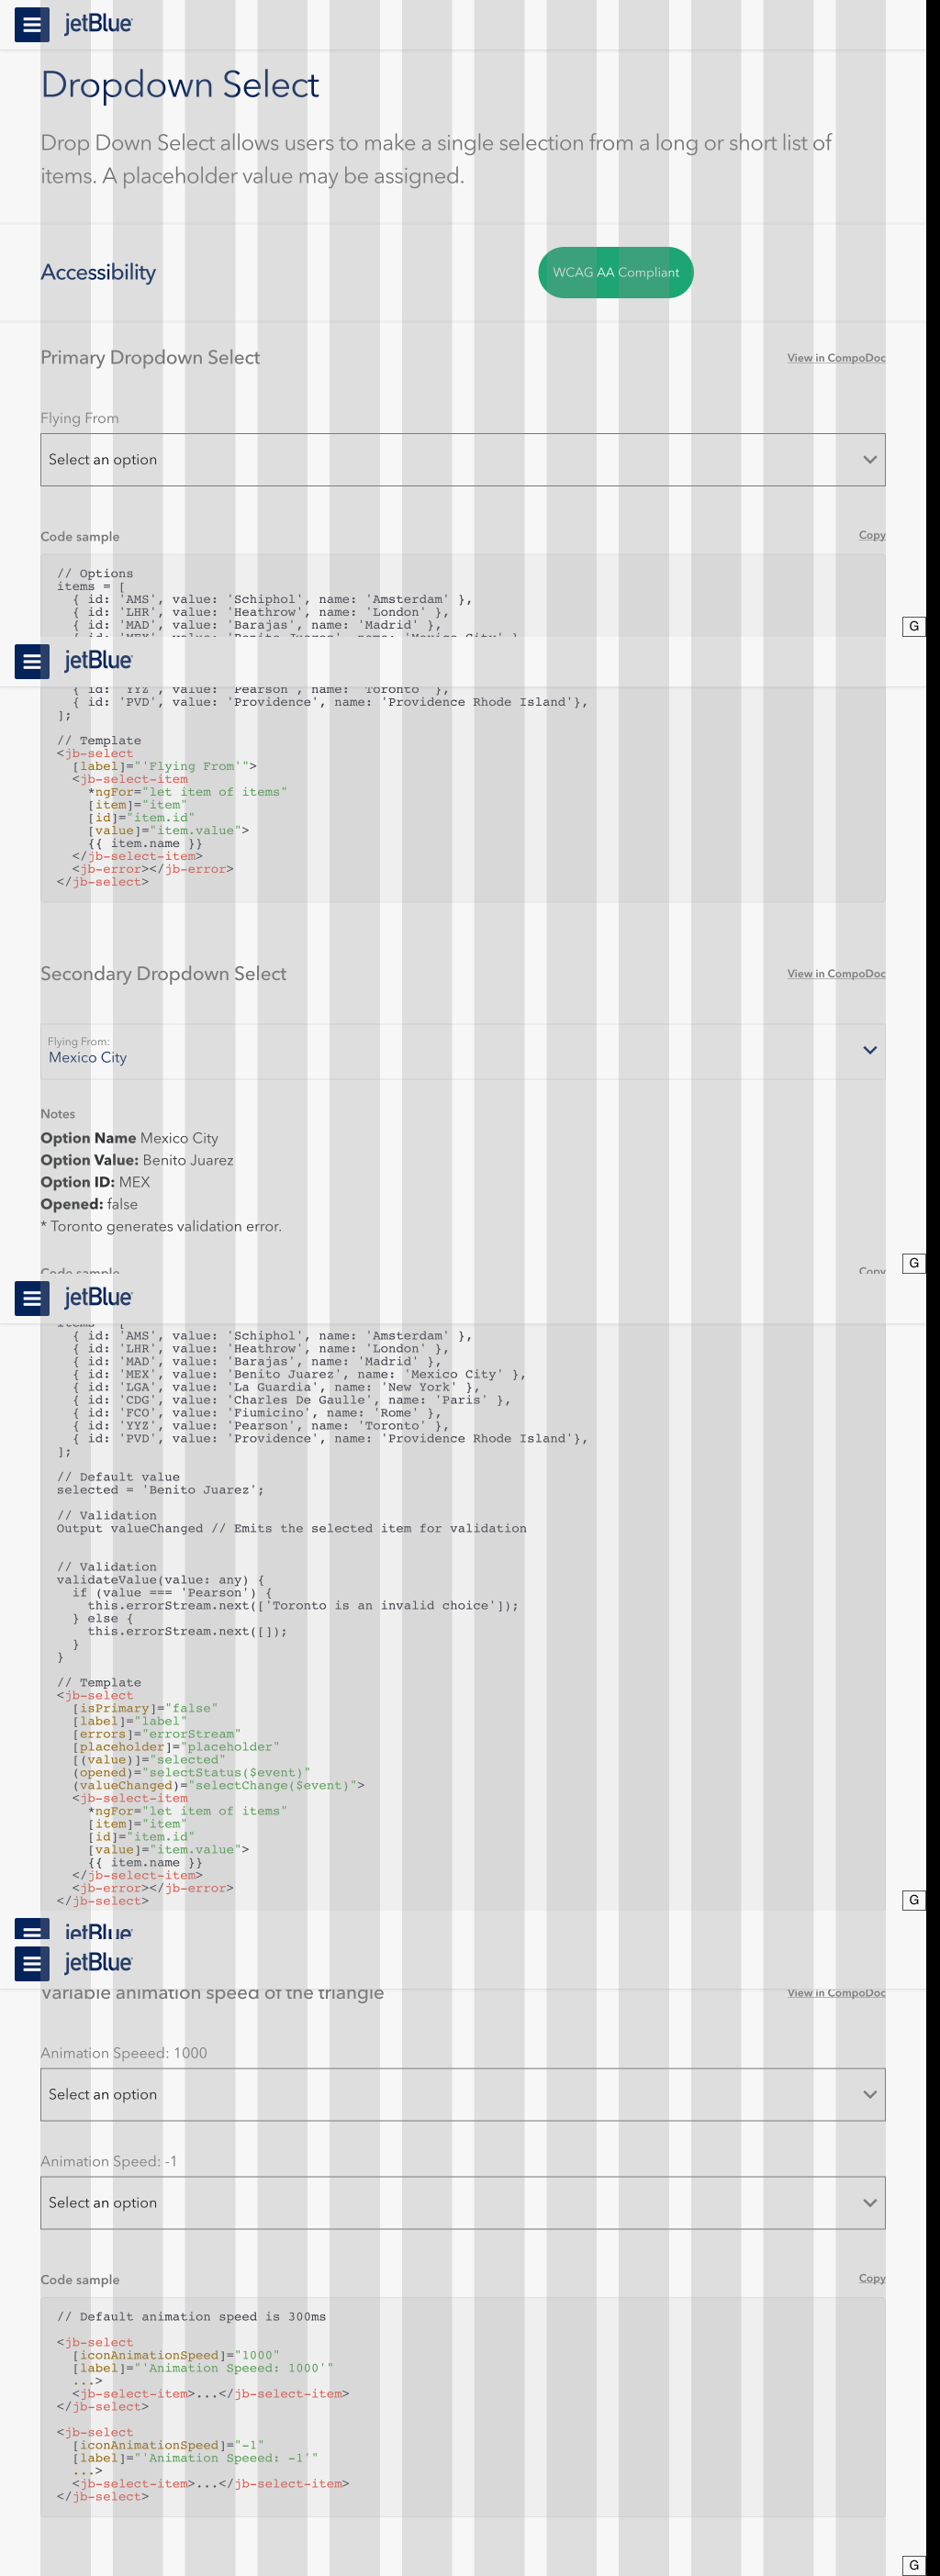 jetBlue
Dropdown Select
Drop Down Select allows users to make a single selection from a long or short list of
items. A placeholder value may be assigned.
Accessibility
WCAG AA Compliant
Primary Dropdown Select
View in CompoDoc
Flying From
Select an option
Code sample
Copy
// Options
items = [
{ id: 'AMS', value: 'Schiphol', name: 'Amsterdam' },
{ id: 'LHR', value: 'Heathrow', name: 'London' },
{ id: 'MAD', value: 'Barajas', name: 'Madrid' },
{ id: 'MEX', value: 'Benito Juarez', name: 'Mexico City' },
G
jetBlue
{ id: 'YYZ', value: 'Pearson', name: 'Toronto' },
{ id: 'PVD', value: 'Providence', name: 'Providence Rhode Island'},
];
// Template
<jb-select
[label]="'Flying From'">
<jb-select-item
*ngFor="let item of items"
[item]="item"
[id]="item.id"
[value]="item.value">
{{ item.name }}
</jb-select-item>
<jb-error></jb-error>
</jb-select>
Secondary Dropdown Select
View in CompoDoc
Flying From:
Mexico City
Notes
Option Name Mexico City
Option Value: Benito Juarez
Option ID: MEX
Opened: false
* Toronto generates validation error.
Code sample
Copy
G
jetBlue
items = [
{ id: 'AMS', value: 'Schiphol', name: 'Amsterdam' },
{ id: 'LHR', value: 'Heathrow', name: 'London' },
{ id: 'MAD', value: 'Barajas', name: 'Madrid' },
{ id: 'MEX', value: 'Benito Juarez', name: 'Mexico City' },
{ id: 'LGA', value: 'La Guardia', name: 'New York' },
{ id: 'CDG', value: 'Charles De Gaulle', name: 'Paris' },
{ id: 'FCO', value: 'Fiumicino', name: 'Rome' },
{ id: 'YYZ', value: 'Pearson', name: 'Toronto' },
{ id: 'PVD', value: 'Providence', name: 'Providence Rhode Island'},
];
// Default value
selected = 'Benito Juarez';
// Validation
Output valueChanged // Emits the selected item for validation
// Validation
validateValue(value: any) {
if (value === 'Pearson') {
this.errorStream.next(['Toronto is an invalid choice']);
} else {
this.errorStream.next([]);
}
}
// Template
<jb-select
[isPrimary]="false"
[label]="label"
[errors]="errorStream"
[placeholder]="placeholder"
[(value)]="selected"
(opened)="selectStatus($event)"
(valueChanged)="selectChange($event)">
<jb-select-item
*ngFor="let item of items"
[item]="item"
[id]="item.id"
[value]="item.value">
{{ item.name }}
</jb-select-item>
<jb-error></jb-error>
</jb-select>
G
jetBlue
jetBlue
Variable animation speed of the triangle
View in CompoDoc
Animation Speeed: 1000
Select an option
Animation Speed: -1
Select an option
Code sample
Copy
// Default animation speed is 300ms
<jb-select
[iconAnimationSpeed]="1000"
[label]="'Animation Speeed: 1000'"
...>
<jb-select-item>...</jb-select-item>
</jb-select>
<jb-select
[iconAnimationSpeed]="-1"
[label]="'Animation Speeed: -1'"
...>
<jb-select-item>...</jb-select-item>
</jb-select>
G